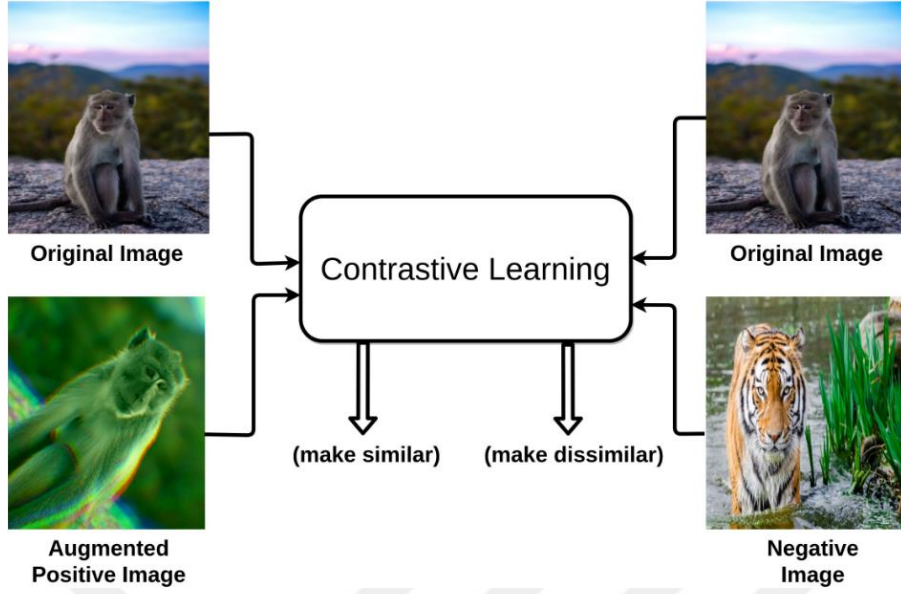 Original Image
Original Image
Contrastive Learning
(make similar)
(make dissimilar)
Augmented
Positive Image
Negative
Image